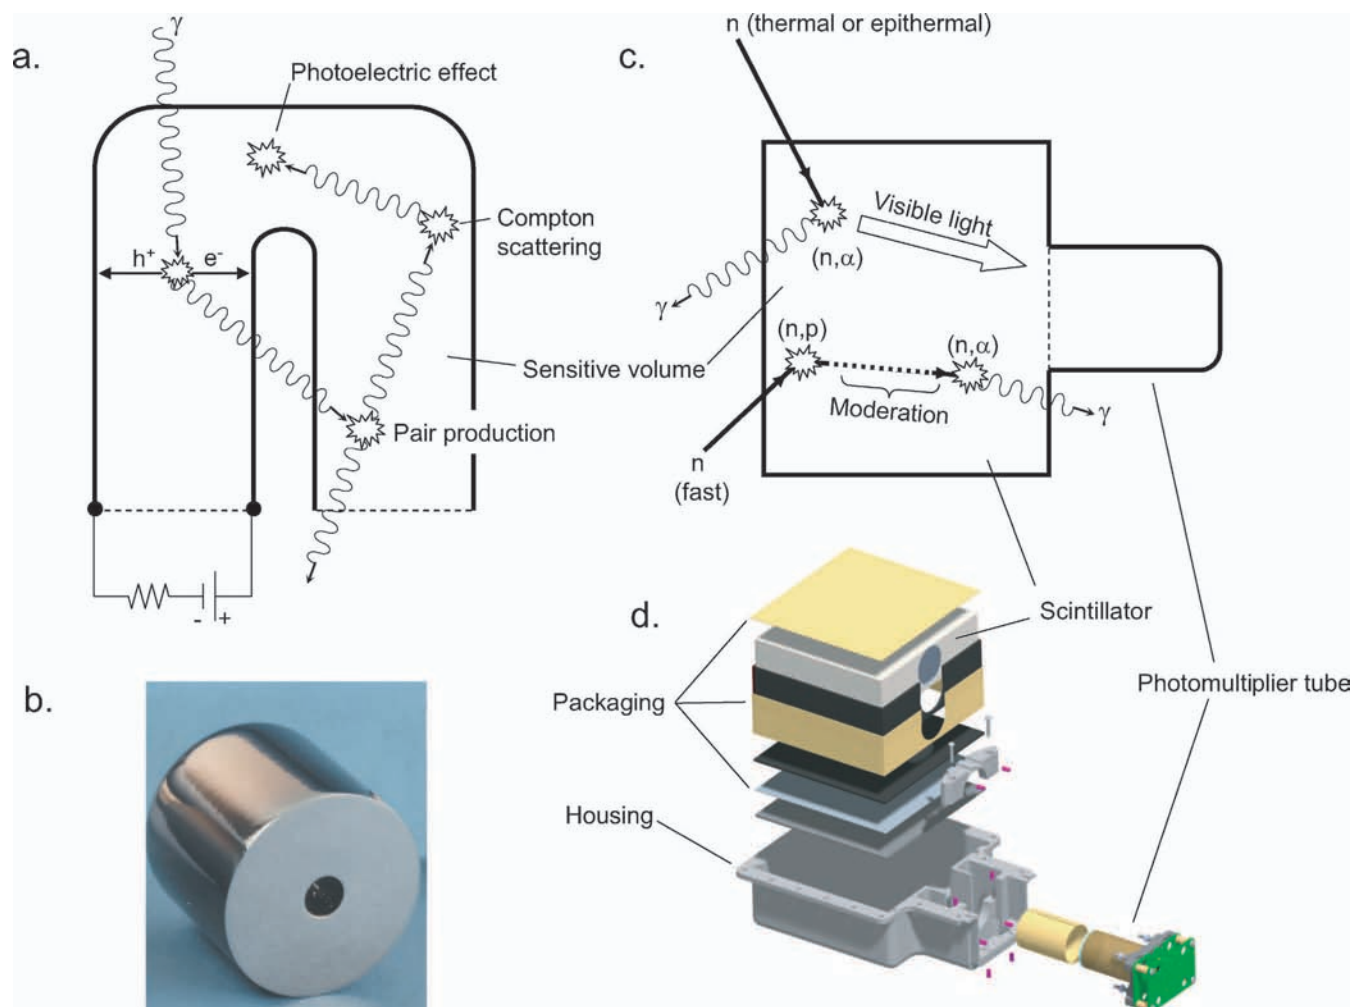 a.
γ
Photoelectric effect
Compton
scattering
h⁺
e⁻
Sensitive volume
Pair production
- +
b.
c.
n (thermal or epithermal)
Visible light
(n,α)
γ
(n,p)
(n,α)
Moderation
γ
n
(fast)
d.
Scintillator
Packaging
Photomultiplier tube
Housing